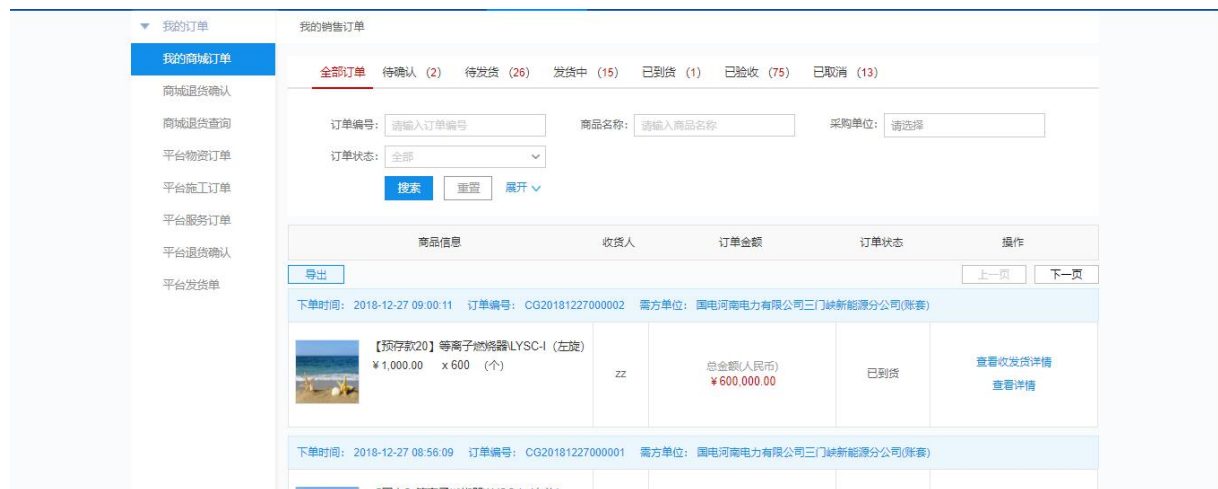 我的订单
我的销售订单
我的商城订单
商城退货确认
商城退货查询
平台物资订单
平台施工订单
平台服务订单
平台退货确认
平台发货单
全部订单 待确认 (2) 待发货 (26) 发货中 (15) 已到货 (1) 已验收 (75) 已取消 (13)
订单编号: 请输入订单编号 商品名称: 请输入商品名称 采购单位: 请选择
订单状态: 全部
搜索 重置 展开
商品信息 收货人 订单金额 订单状态 操作
导出 上一页 下一页
下单时间: 2018-12-27 09:00:11 订单编号: CG20181227000002 需方单位: 国电河南电力有限公司三门峡新能源分公司(账套)
【预存款20】等离子燃烧器\LYSC-I (左旋)
¥1,000.00 x 600 (个)
zz
总金额(人民币)
¥600,000.00
已到货
查看收发货详情
查看详情
下单时间: 2018-12-27 08:56:09 订单编号: CG20181227000001 需方单位: 国电河南电力有限公司三门峡新能源分公司(账套)